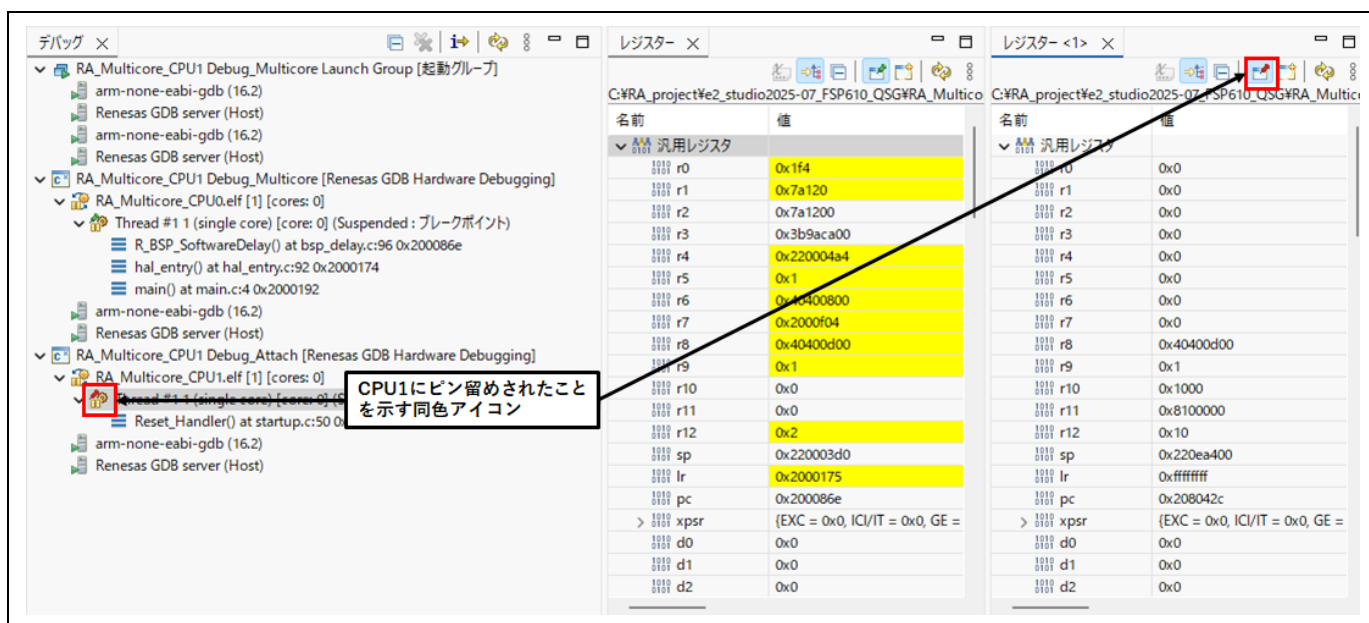 デバッグ
RA_Multicore_CPU1 Debug_Multicore Launch Group [起動グループ]
arm-none-eabi-gdb (16.2)
Renesas GDB server (Host)
arm-none-eabi-gdb (16.2)
Renesas GDB server (Host)
RA_Multicore_CPU1 Debug_Multicore [Renesas GDB Hardware Debugging]
RA_Multicore_CPU0.elf [1] [cores: 0]
Thread #1 1 (single core) [core: 0] (Suspended : ブレークポイント)
R_BSP_SoftwareDelay() at bsp_delay.c:96 0x200086e
hal_entry() at hal_entry.c:92 0x2000174
main() at main.c:4 0x2000192
arm-none-eabi-gdb (16.2)
Renesas GDB server (Host)
RA_Multicore_CPU1 Debug_Attach [Renesas GDB Hardware Debugging]
RA_Multicore_CPU1.elf [1] [cores: 0]
Thread #1 1 (single core) [core: 0]
Reset_Handler() at startup.c:50
arm-none-eabi-gdb (16.2)
Renesas GDB server (Host)
CPU1にピン留めされたこと
を示す同色アイコン
レジスター
C:¥RA_project¥e2_studio2025-07_FSP610_QSG¥RA_Multico
名前 値
汎用レジスタ
r0 0x1f4
r1 0x7a120
r2 0x7a1200
r3 0x3b9aca00
r4 0x220004a4
r5 0x1
r6 0x40400800
r7 0x2000f04
r8 0x40400d00
r9 0x1
r10 0x0
r11 0x0
r12 0x2
sp 0x220003d0
lr 0x2000175
pc 0x200086e
xpsr {EXC = 0x0, ICI/IT = 0x0, GE =
d0 0x0
d1 0x0
d2 0x0
レジスター <1>
C:¥RA_project¥e2_studio2025-07_FSP610_QSG¥RA_Multic
名前 値
汎用レジスタ
r0 0x0
r1 0x0
r2 0x0
r3 0x0
r4 0x0
r5 0x0
r6 0x0
r7 0x0
r8 0x40400d00
r9 0x1
r10 0x1000
r11 0x8100000
r12 0x10
sp 0x220ea400
lr 0xffffffff
pc 0x208042c
xpsr {EXC = 0x0, ICI/IT = 0x0, GE =
d0 0x0
d1 0x0
d2 0x0